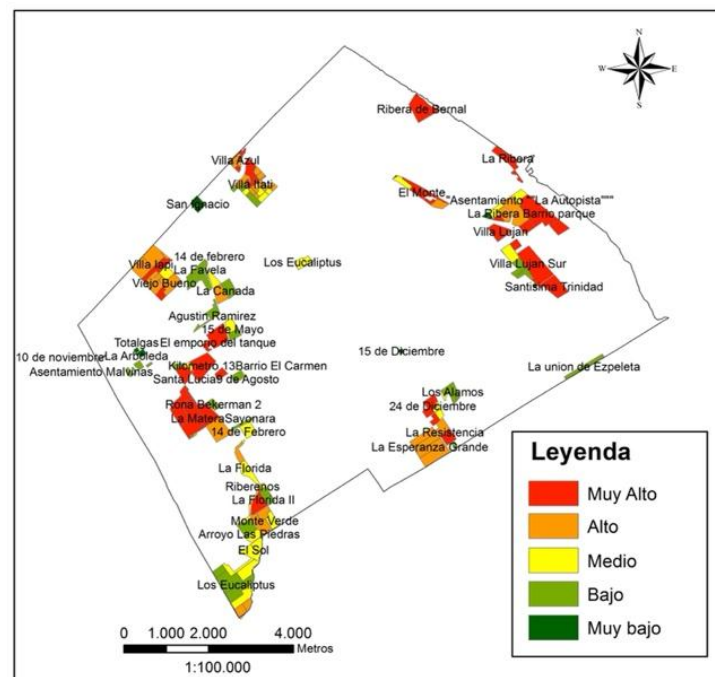 N
W E
S
Ribera de Bernal
La Ribera
Villa Azul
Villa Itati
San Ignacio
El Monte
"Asentamiento ""La Autopista"""
La Ribera Barrio parque
Villa Lujan
14 de febrero
Villa Iapi
La Favela
Los Eucaliptus
Villa Lujan Sur
Viejo Bueno
La Canada
Santisima Trinidad
Agustin Ramirez
15 de Mayo
Totalgas
El emporio del tanque
10 de noviembre
La Arboleda
15 de Diciembre
Asentamiento Malvinas
Kilometro 13
Barrio El Carmen
La union de Ezpeleta
Santa Lucia
9 de Agosto
Los Alamos
Rona Bekerman 2
24 de Diciembre
La Matera
Sayonara
14 de Febrero
La Resistencia
La Esperanza Grande
La Florida
Riberenos
La Florida II
Monte Verde
Arroyo Las Piedras
El Sol
Los Eucaliptus
Leyenda
Muy Alto
Alto
Medio
Bajo
Muy bajo
0 1.000 2.000 4.000
Metros
1:100.000